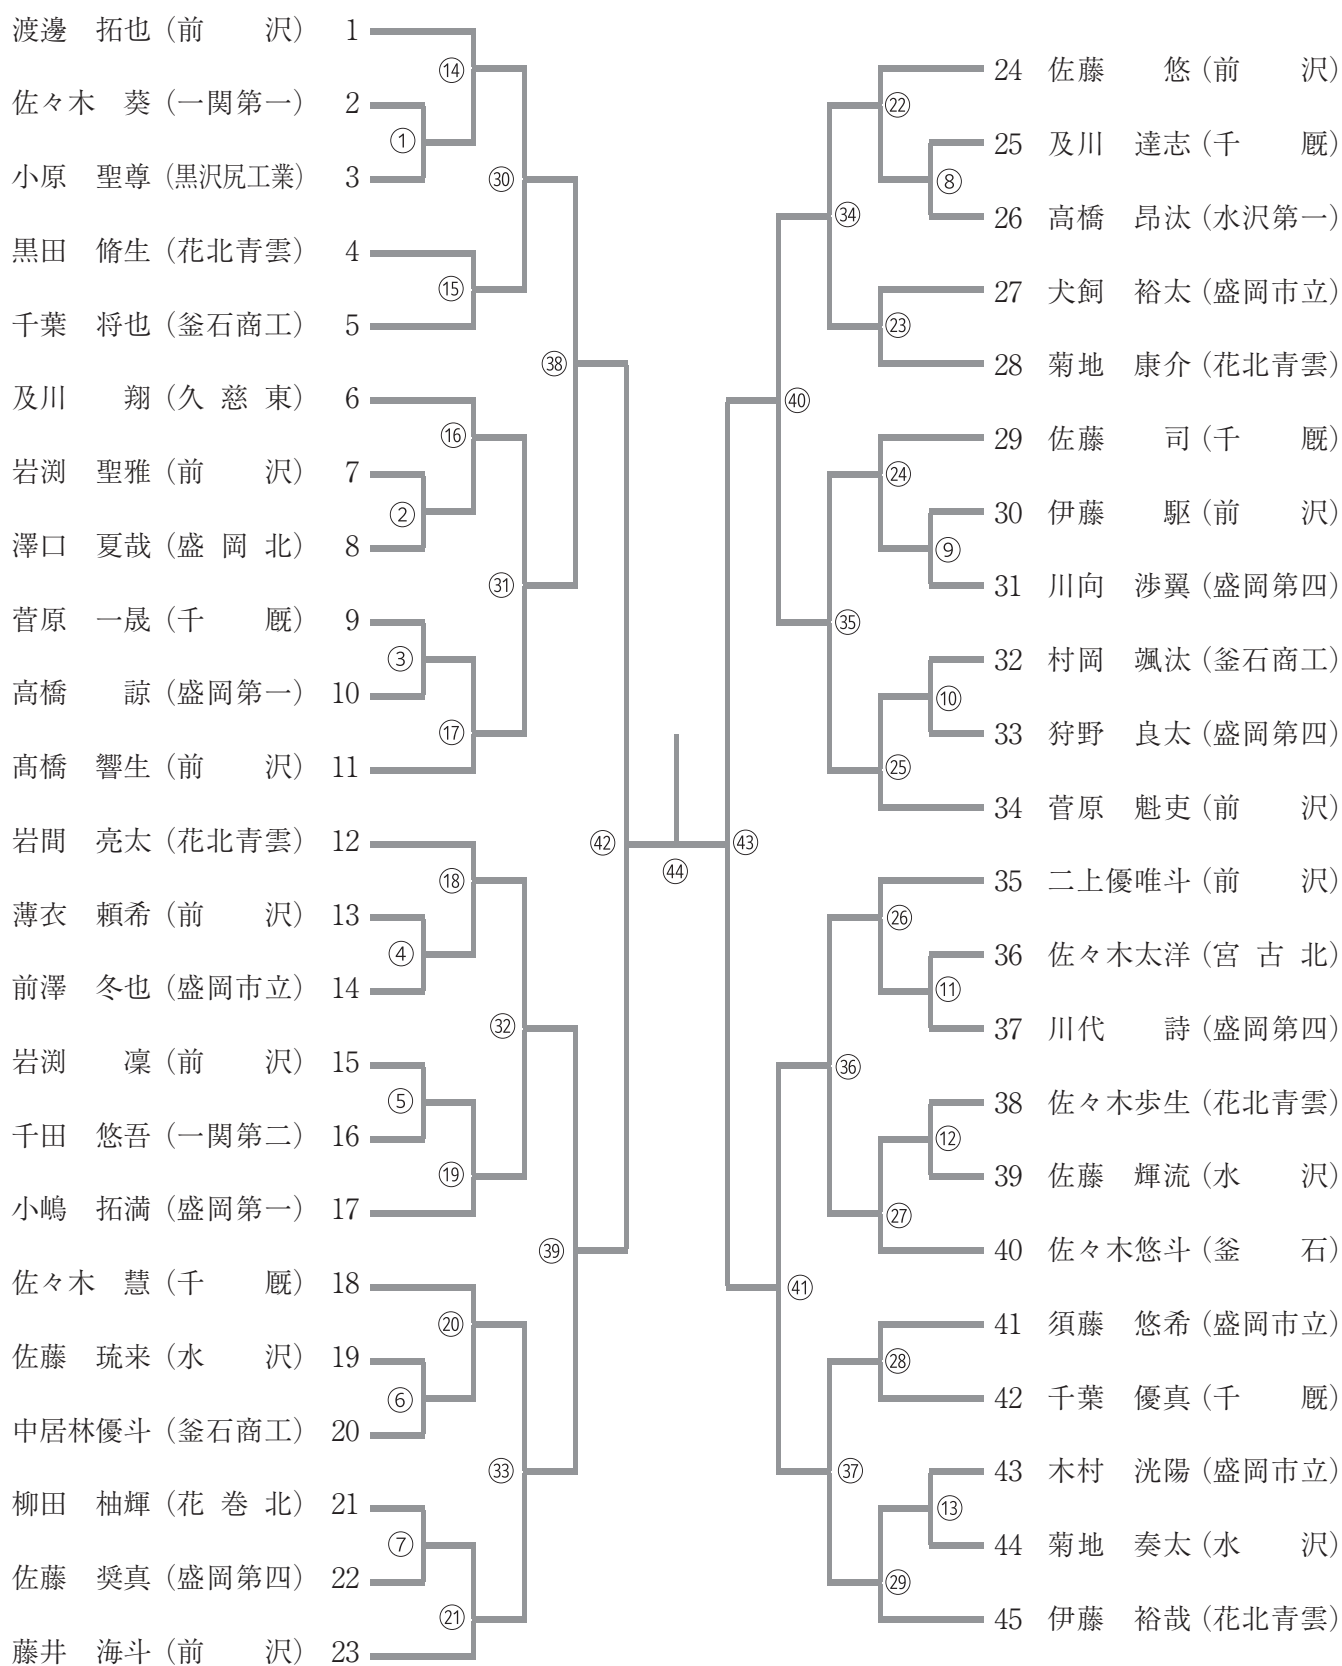 渡邊 拓也（前 沢） 1
佐々木 葵（一関第一） 2
小原 聖尊（黒沢尻工業） 3
黒田 脩生（花北青雲） 4
千葉 将也（釜石商工） 5
及川 翔（久慈東） 6
岩渕 聖雅（前 沢） 7
澤口 夏哉（盛岡北） 8
菅原 一晟（千 厩） 9
高橋 諒（盛岡第一） 10
髙橋 響生（前 沢） 11
岩間 亮太（花北青雲） 12
薄衣 頼希（前 沢） 13
前澤 冬也（盛岡市立） 14
岩渕 凜（前 沢） 15
千田 悠吾（一関第二） 16
小嶋 拓満（盛岡第一） 17
佐々木 慧（千 厩） 18
佐藤 琉来（水 沢） 19
中居林優斗（釜石商工） 20
柳田 柚輝（花巻北） 21
佐藤 奨真（盛岡第四） 22
藤井 海斗（前 沢） 23
⑭
①
㉚
⑮
㊳
⑯
②
㉛
③
⑰
㊷
⑱
④
㉜
⑤
⑲
㊴
⑳
⑥
㉝
⑦
㉑
㊹
㊸
㉒
⑧
㉞
㉓
㊵
㉔
⑨
㉟
⑩
㉕
㉖
⑪
㊱
⑫
㉗
㊶
㉘
㊲
⑬
㉙
24 佐藤 悠（前 沢）
25 及川 達志（千 厩）
26 高橋 昂汰（水沢第一）
27 犬飼 裕太（盛岡市立）
28 菊地 康介（花北青雲）
29 佐藤 司（千 厩）
30 伊藤 駆（前 沢）
31 川向 渉翼（盛岡第四）
32 村岡 颯汰（釜石商工）
33 狩野 良太（盛岡第四）
34 菅原 魁吏（前 沢）
35 二上優唯斗（前 沢）
36 佐々木太洋（宮古北）
37 川代 詩（盛岡第四）
38 佐々木歩生（花北青雲）
39 佐藤 輝流（水 沢）
40 佐々木悠斗（釜 石）
41 須藤 悠希（盛岡市立）
42 千葉 優真（千 厩）
43 木村 洸陽（盛岡市立）
44 菊地 奏太（水 沢）
45 伊藤 裕哉（花北青雲）